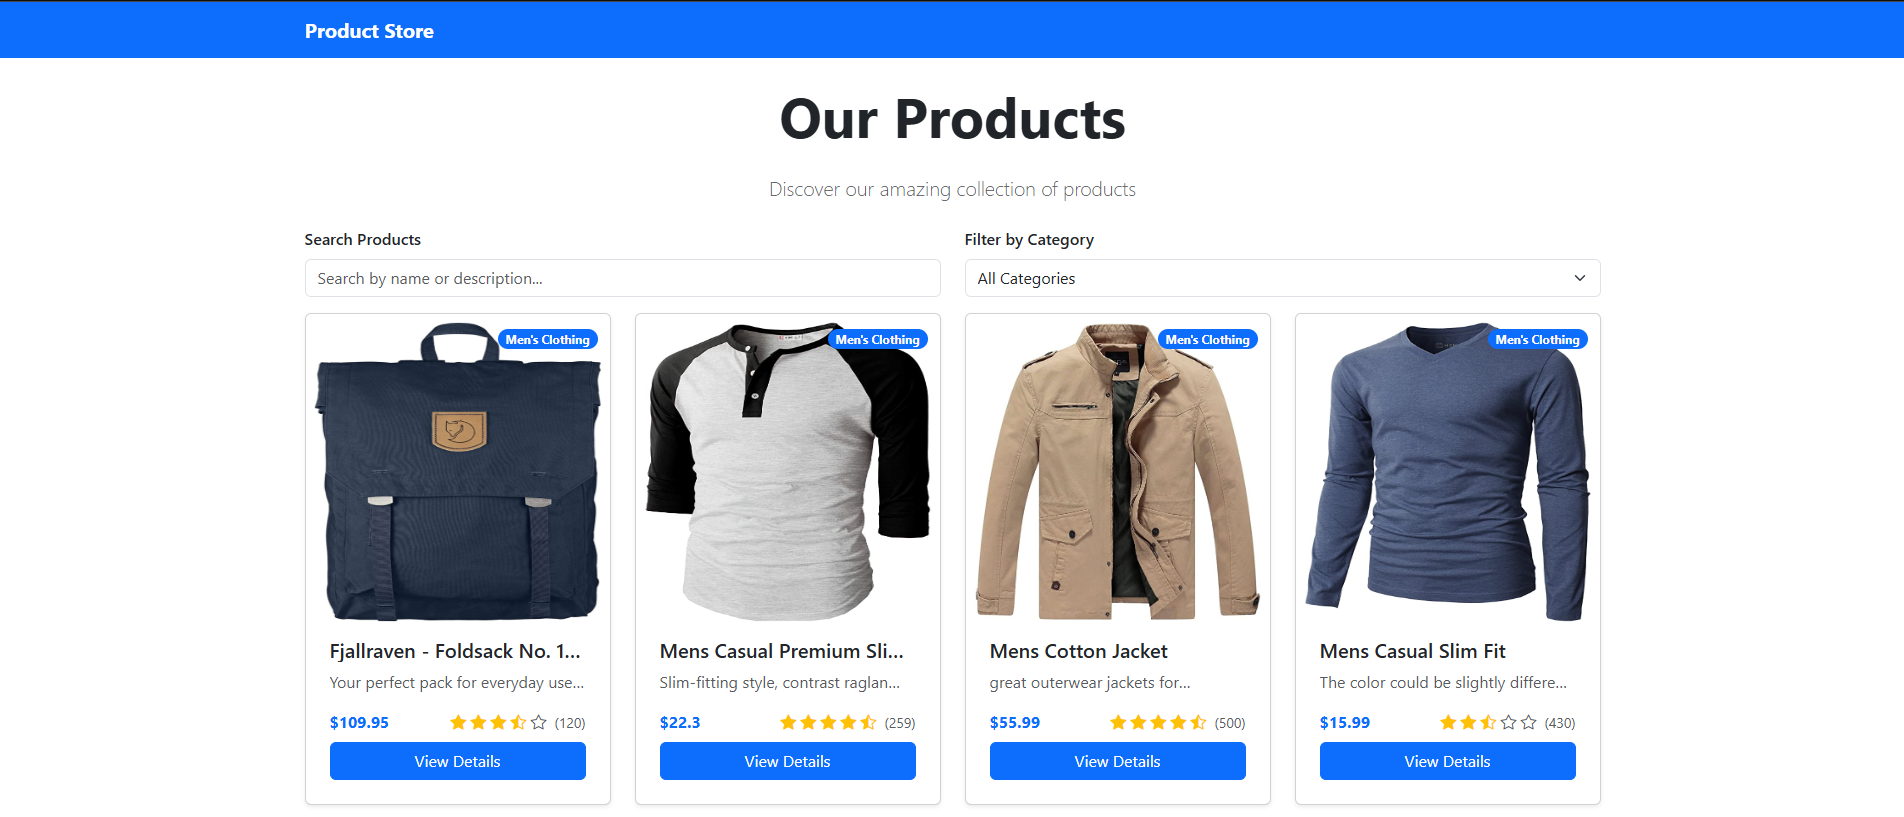 Product Store
Our Products
Discover our amazing collection of products
Search Products
Filter by Category
Search by name or description...
All Categories
Men's Clothing
Men's Clothing
Men's Clothing
Men's Clothing
Fjallraven - Foldsack No. 1...
Mens Casual Premium Sli...
Mens Cotton Jacket
Mens Casual Slim Fit
Your perfect pack for everyday use...
Slim-fitting style, contrast raglan...
great outerwear jackets for...
The color could be slightly differe...
$109.95 (120)
$22.3 (259)
$55.99 (500)
$15.99 (430)
View Details
View Details
View Details
View Details